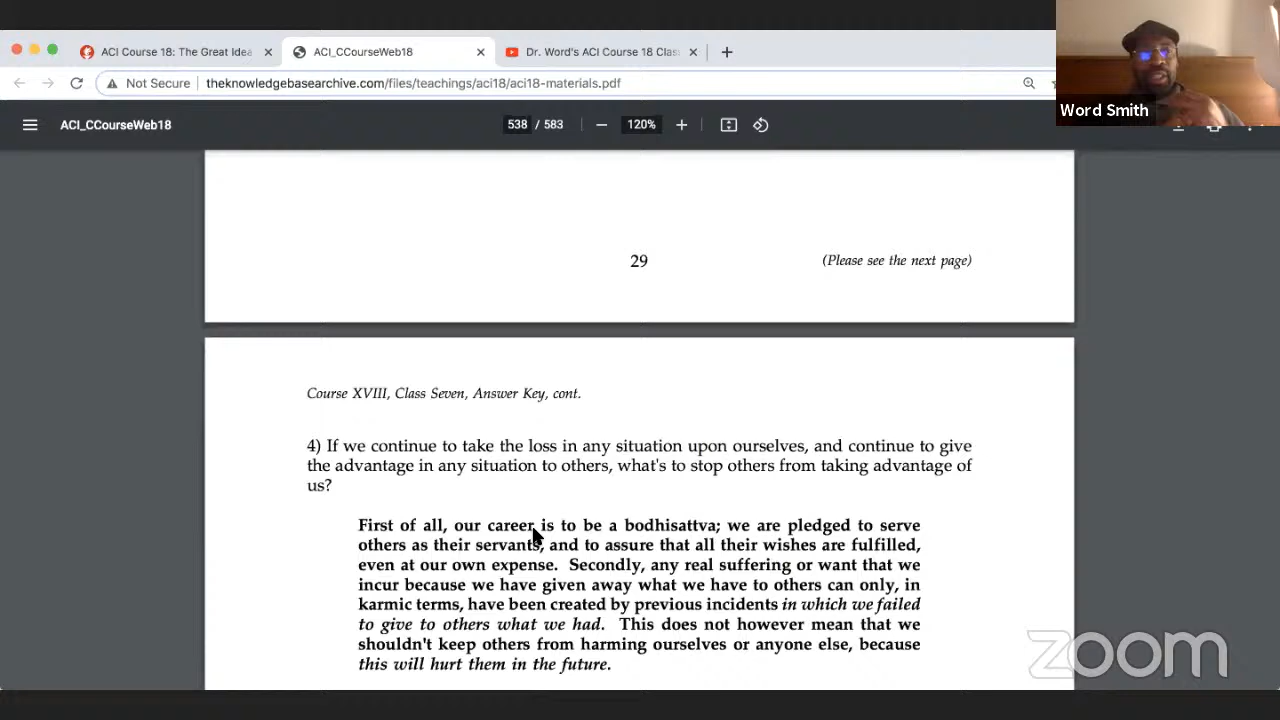 ACI Course 18: The Great Idea
ACI_CCourseWeb18
Dr. Word's ACI Course 18 Clas
Not Secure
theknowledgebasearchive.com/files/teachings/aci18/aci18-materials.pdf
Word Smith
ACI_CCourseWeb18
538 / 583
120%
29
(Please see the next page)
Course XVIII, Class Seven, Answer Key, cont.
4) If we continue to take the loss in any situation upon ourselves, and continue to give
the advantage in any situation to others, what's to stop others from taking advantage of
us?
First of all, our career is to be a bodhisattva; we are pledged to serve
others as their servants, and to assure that all their wishes are fulfilled,
even at our own expense. Secondly, any real suffering or want that we
incur because we have given away what we have to others can only, in
karmic terms, have been created by previous incidents in which we failed
to give to others what we had. This does not however mean that we
shouldn't keep others from harming ourselves or anyone else, because
this will hurt them in the future.
zoom